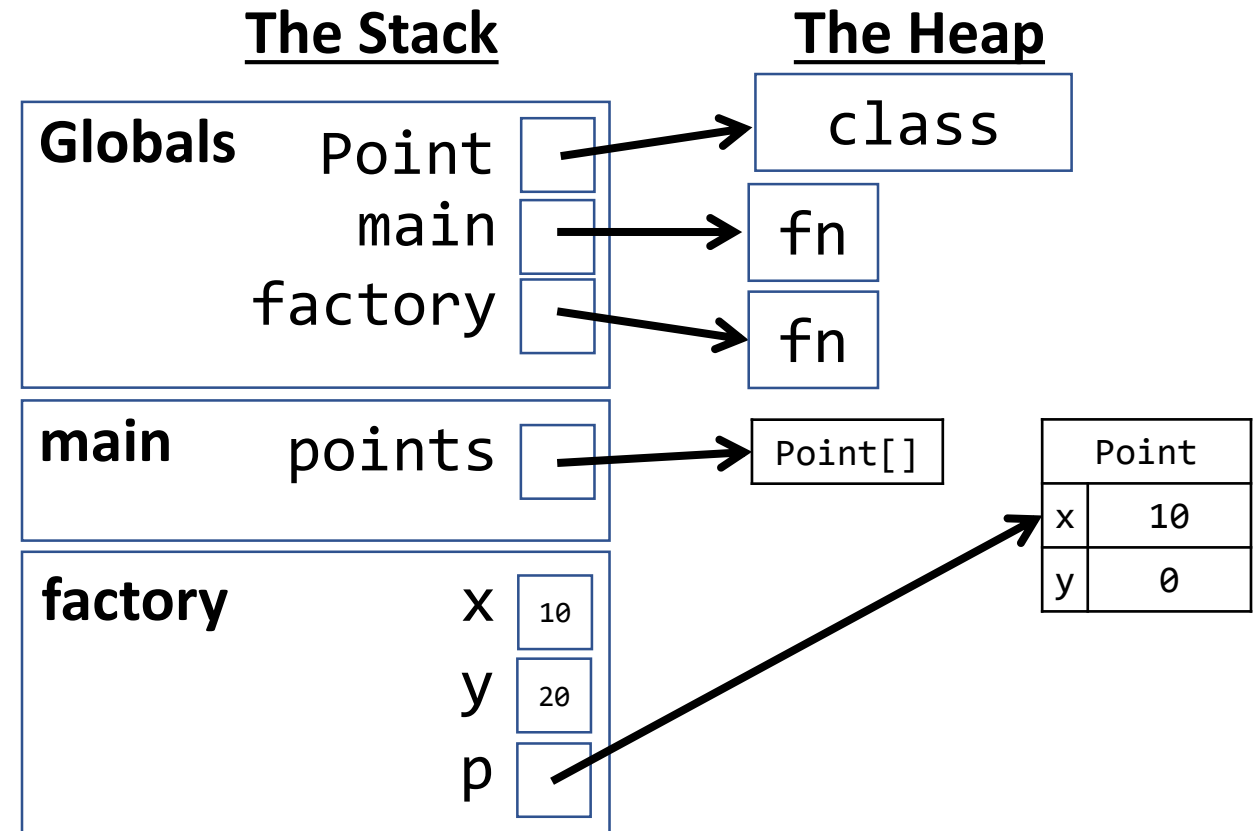 The Stack
The Heap
Globals
Point
class
main
fn
factory
fn
main
points
Point[]
Point
x 10
y 0
factory
x 10
y 20
p